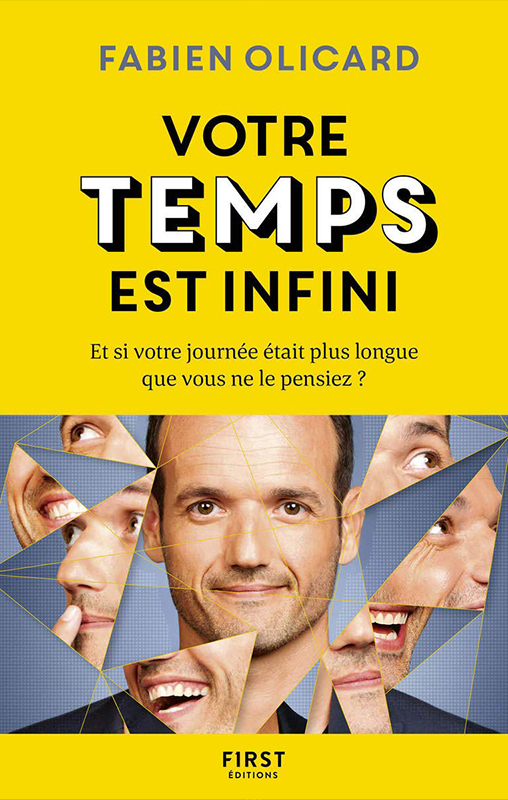 FABIEN OLICARD
VOTRE
TEMPS
EST INFINI
Et si votre journée était plus longue
que vous ne le pensiez ?
F1RST
ÉDITIONS